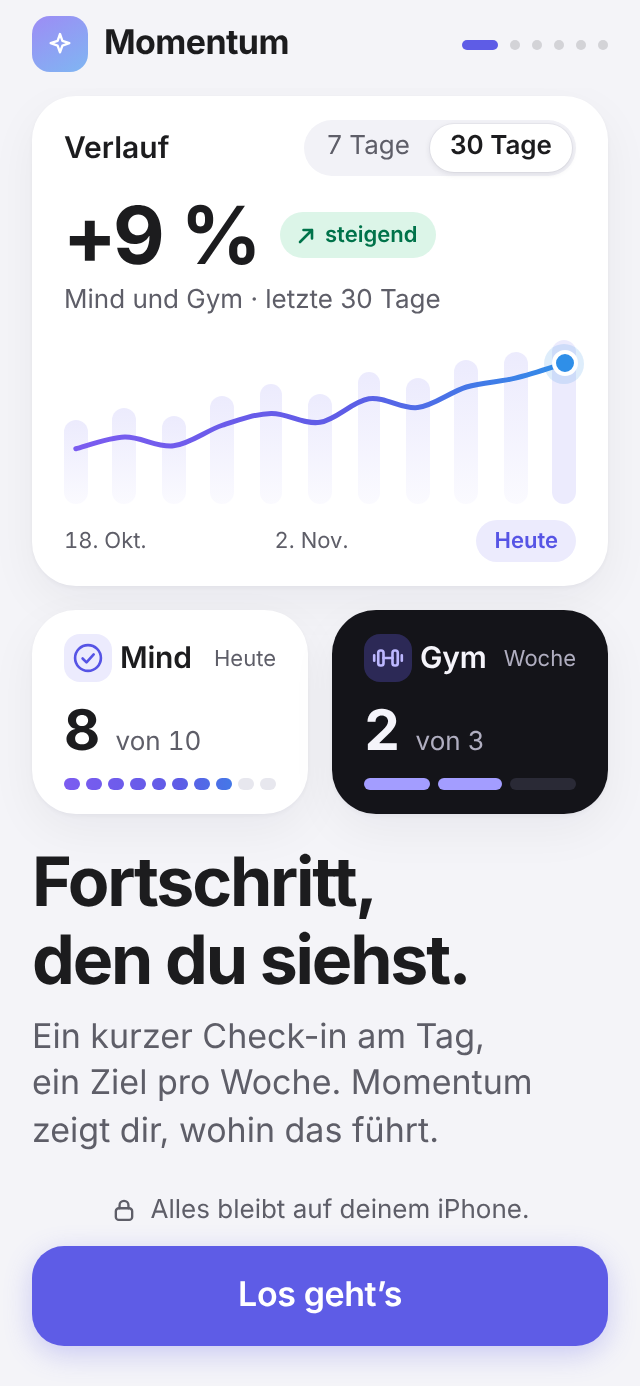 Momentum
Verlauf
7 Tage
30 Tage
+9 %
steigend
Mind und Gym · letzte 30 Tage
18. Okt.
2. Nov.
Heute
Mind
Heute
8 von 10
Gym
Woche
2 von 3
Fortschritt,
den du siehst.
Ein kurzer Check-in am Tag,
ein Ziel pro Woche. Momentum
zeigt dir, wohin das führt.
Alles bleibt auf deinem iPhone.
Los geht’s